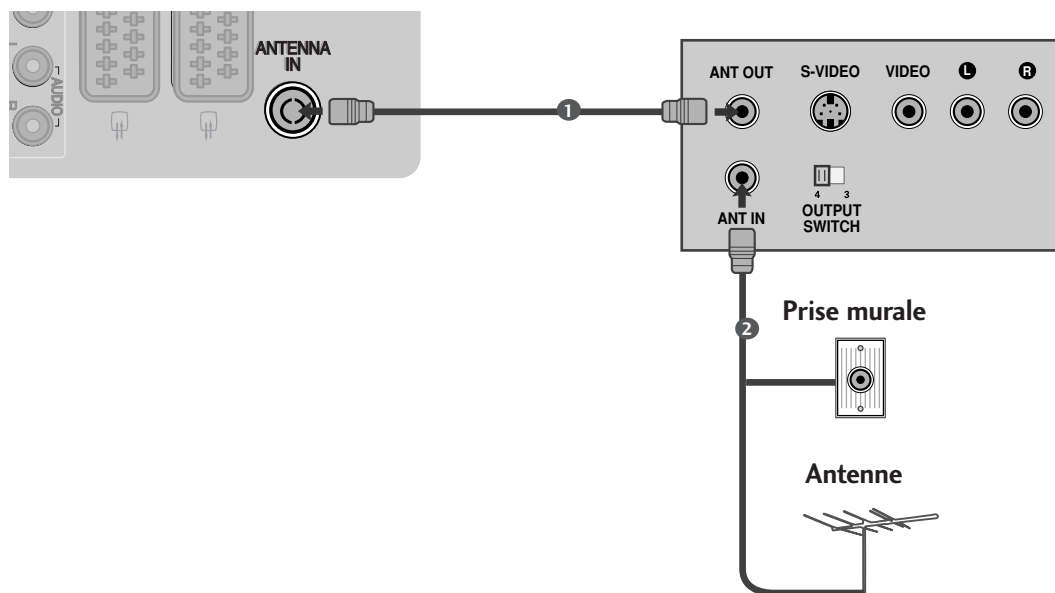 ANTENNA
IN
R
AUDIO
1
ANT OUT S-VIDEO VIDEO L R
4 3
ANT IN
OUTPUT
SWITCH
2
Prise murale
Antenne